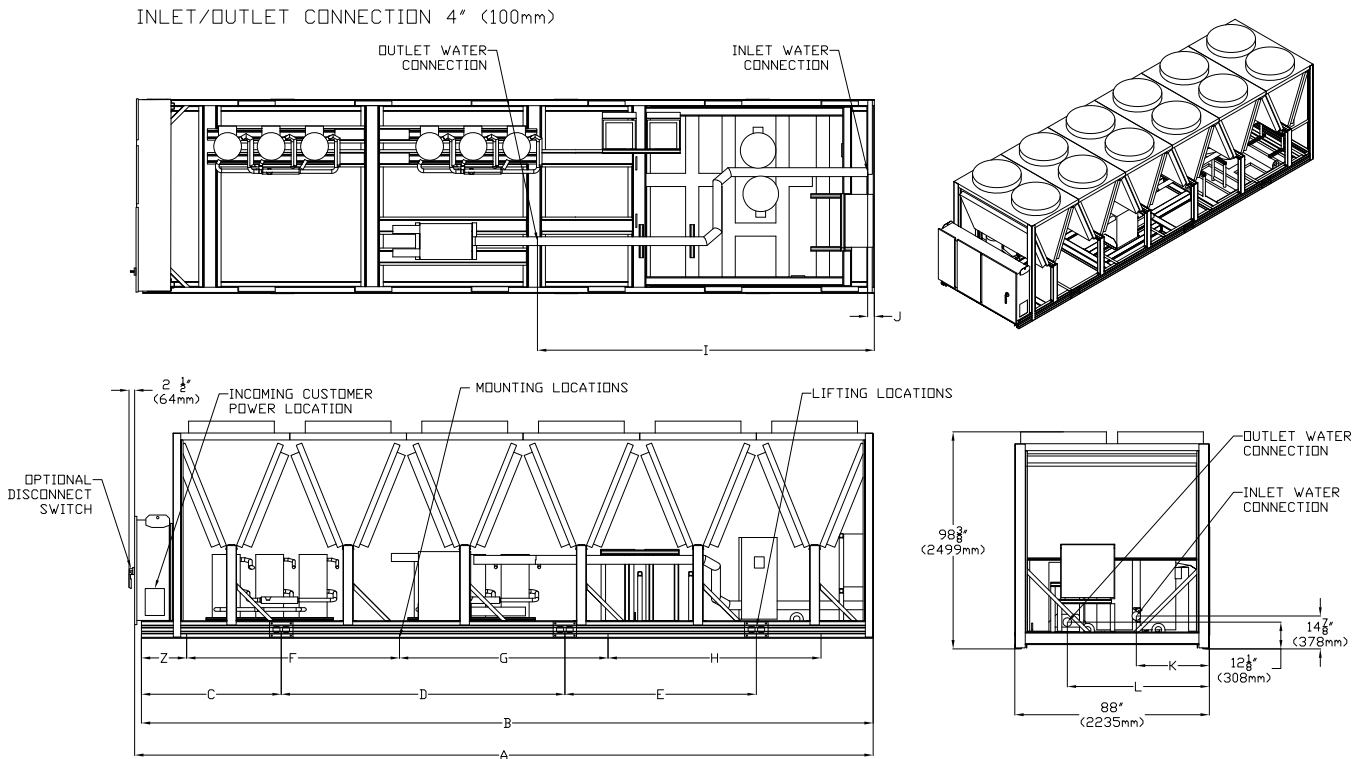 INLET/OUTLET CONNECTION 4" (100mm)
OUTLET WATER
CONNECTION
INLET WATER
CONNECTION
J
I
2 1/2"
(64mm)
INCOMING CUSTOMER
POWER LOCATION
MOUNTING LOCATIONS
LIFTING LOCATIONS
OPTIONAL
DISCONNECT
SWITCH
Z
F
G
H
C
D
E
B
A
OUTLET WATER
CONNECTION
INLET WATER
CONNECTION
98 3/8"
(2499mm)
14 7/8"
(378mm)
12 1/8"
(308mm)
K
L
88"
(2235mm)